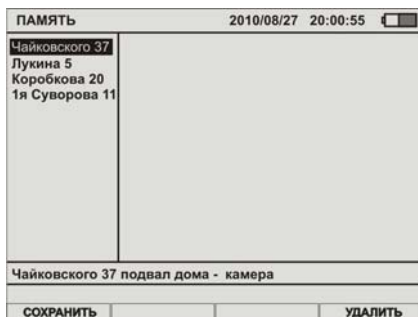 ПАМЯТЬ 2010/08/27 20:00:55
Чайковского 37
Лукина 5
Коробкова 20
1я Суворова 11
Чайковского 37 подвал дома - камера
СОХРАНИТЬ УДАЛИТЬ